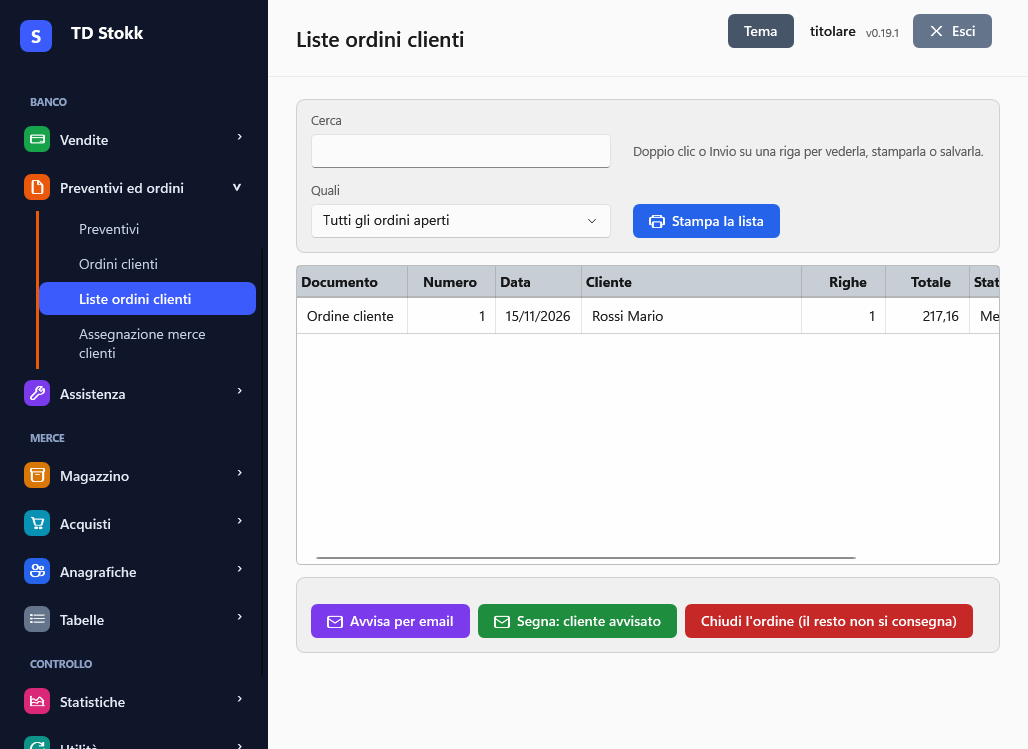 S TD Stokk
BANCO
Vendite
Preventivi ed ordini
Preventivi
Ordini clienti
Liste ordini clienti
Assegnazione merce
clienti
Assistenza
MERCE
Magazzino
Acquisti
Anagrafiche
Tabelle
CONTROLLO
Statistiche
Utilità
Liste ordini clienti
Tema titolare v0.19.1 Esci
Cerca
Doppio clic o Invio su una riga per vederla, stamparla o salvarla.
Quali
Tutti gli ordini aperti Stampa la lista
Documento Numero Data Cliente Righe Totale Stat
Ordine cliente 1 15/11/2026 Rossi Mario 1 217,16 Me
Avvisa per email Segna: cliente avvisato Chiudi l'ordine (il resto non si consegna)